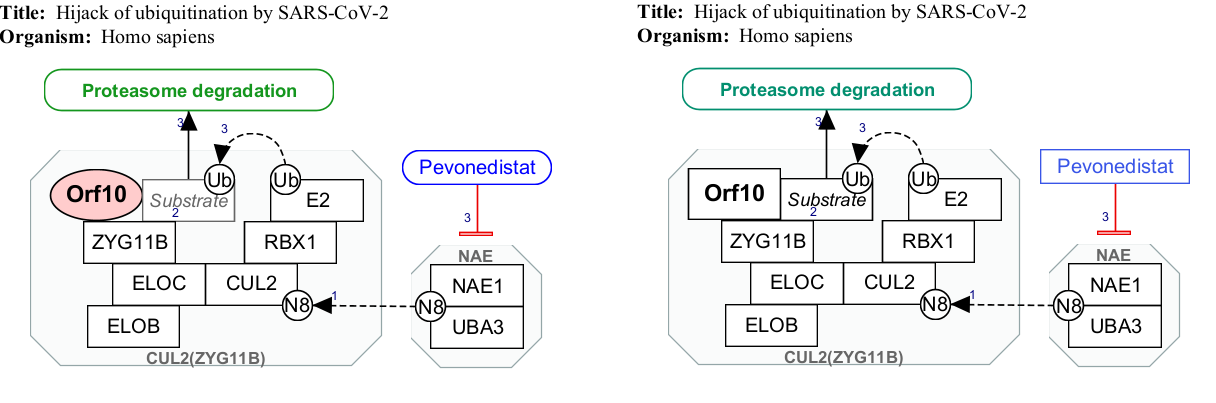 Title: Hijack of ubiquitination by SARS-CoV-2
Organism: Homo sapiens
Proteasome degradation
3
3
Ub
Ub
Orf10
Substrate
2
E2
ZYG11B
RBX1
ELOC
CUL2
N8
ELOB
CUL2(ZYG11B)
Pevonedistat
3
NAE
NAE1
1
N8
UBA3
Title: Hijack of ubiquitination by SARS-CoV-2
Organism: Homo sapiens
Proteasome degradation
3
3
Ub
Ub
Orf10
Substrate
2
E2
ZYG11B
RBX1
ELOC
CUL2
N8
ELOB
CUL2(ZYG11B)
Pevonedistat
3
NAE
NAE1
1
N8
UBA3